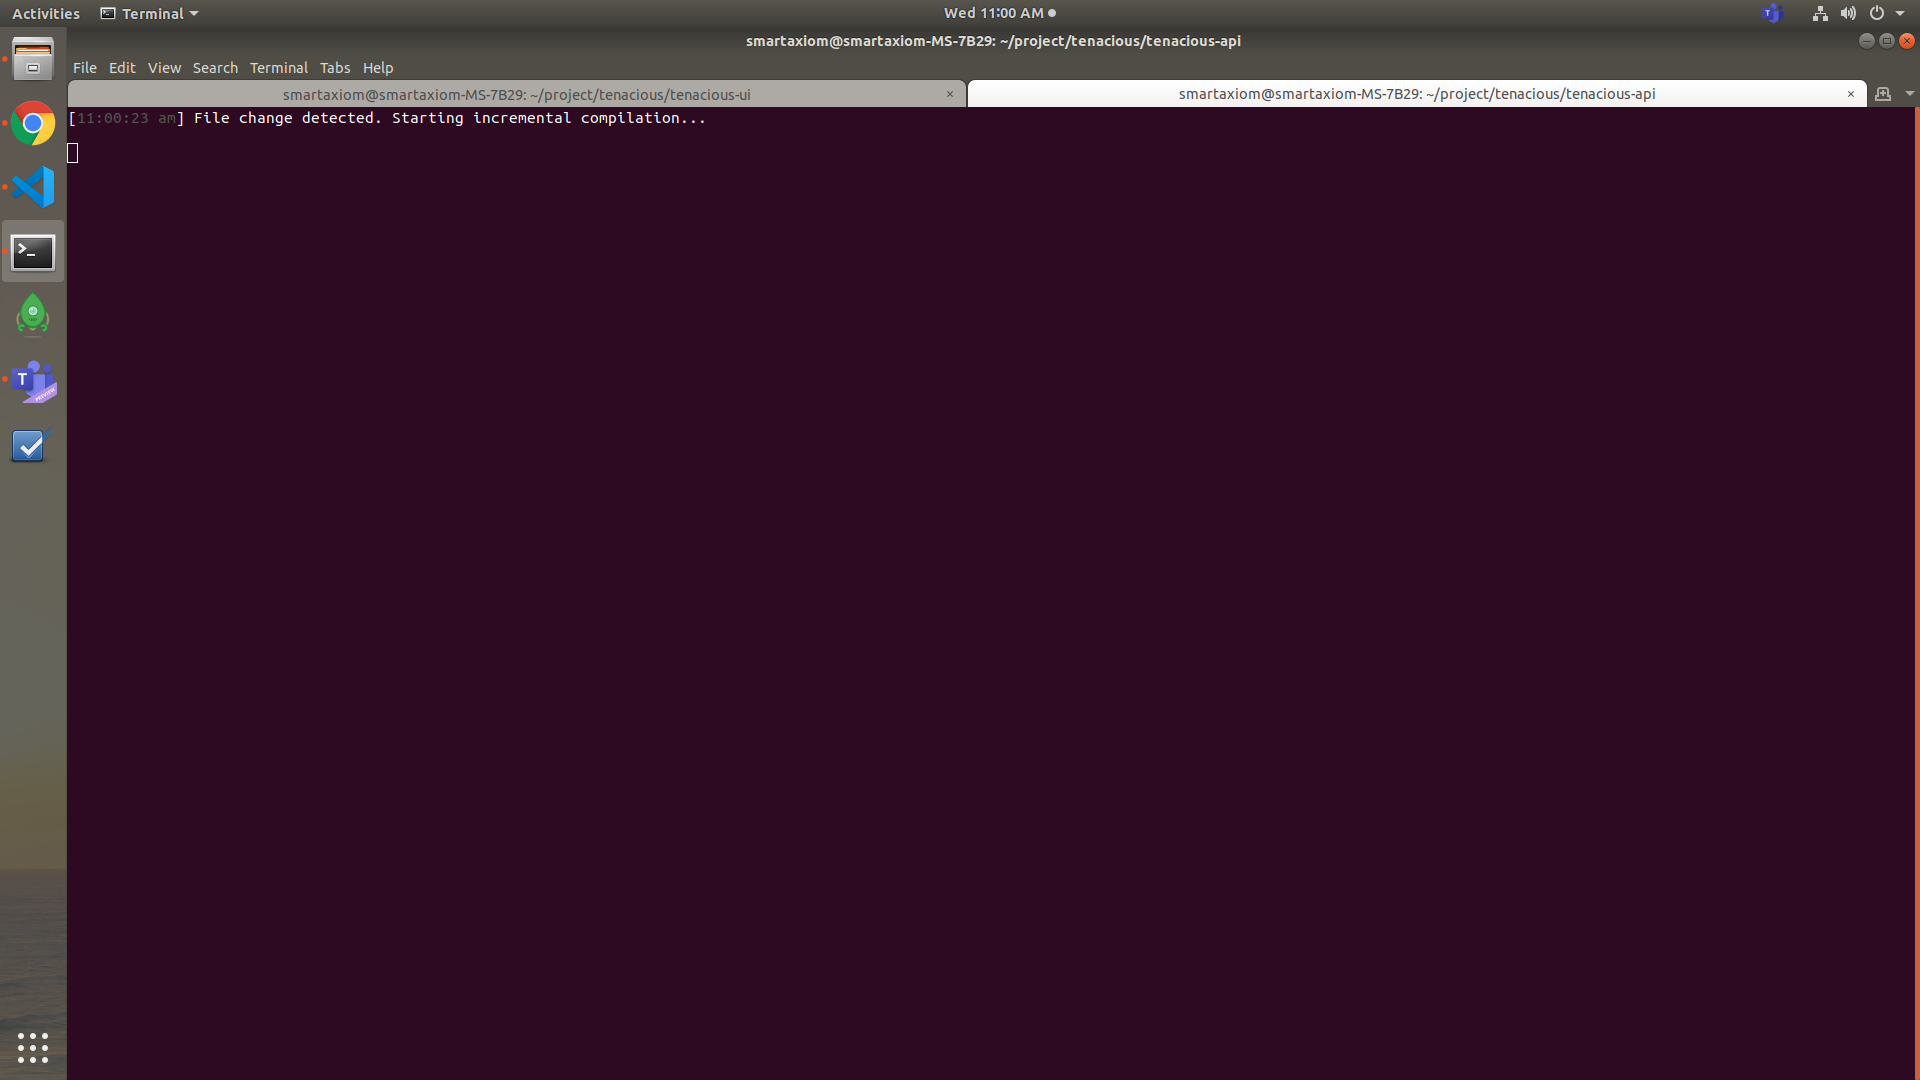 Activities Terminal Wed 11:00 AM
smartaxiom@smartaxiom-MS-7B29: ~/project/tenacious/tenacious-api
File Edit View Search Terminal Tabs Help
smartaxiom@smartaxiom-MS-7B29: ~/project/tenacious/tenacious-ui × smartaxiom@smartaxiom-MS-7B29: ~/project/tenacious/tenacious-api ×
[11:00:23 am] File change detected. Starting incremental compilation...
>_
T
PREVIEW